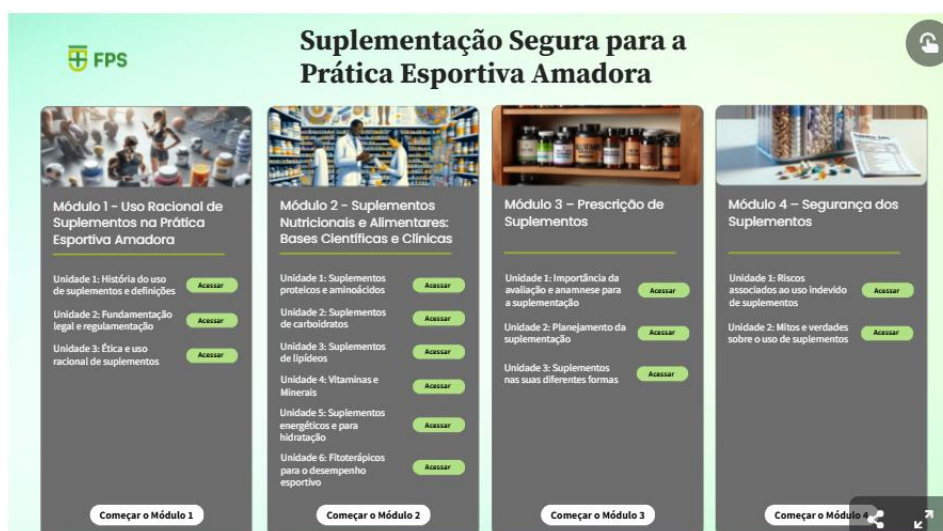 FPS
Suplementação Segura para a
Prática Esportiva Amadora
Módulo 1 - Uso Racional de
Suplementos na Prática
Esportiva Amadora
Unidade 1: História do uso
de suplementos e definições
Acessar
Unidade 2: Fundamentação
legal e regulamentação
Acessar
Unidade 3: Ética e uso
racional de suplementos
Acessar
Começar o Módulo 1
Módulo 2 - Suplementos
Nutricionais e Alimentares:
Bases Científicas e Clínicas
Unidade 1: Suplementos
proteicos e aminoácidos
Acessar
Unidade 2: Suplementos
de carboidratos
Acessar
Unidade 3: Suplementos
de lipídeos
Acessar
Unidade 4: Vitaminas e
Minerais
Acessar
Unidade 5: Suplementos
energéticos e para
hidratação
Acessar
Unidade 6: Fitoterápicos
para o desempenho
esportivo
Acessar
Começar o Módulo 2
Módulo 3 – Prescrição de
Suplementos
Unidade 1: Importância da
avaliação e anamnese para
a suplementação
Acessar
Unidade 2: Planejamento da
suplementação
Acessar
Unidade 3: Suplementos
nas suas diferentes formas
Acessar
Começar o Módulo 3
Módulo 4 – Segurança dos
Suplementos
Unidade 1: Riscos
associados ao uso indevido
de suplementos
Acessar
Unidade 2: Mitos e verdades
sobre o uso de suplementos
Acessar
Começar o Módulo 4